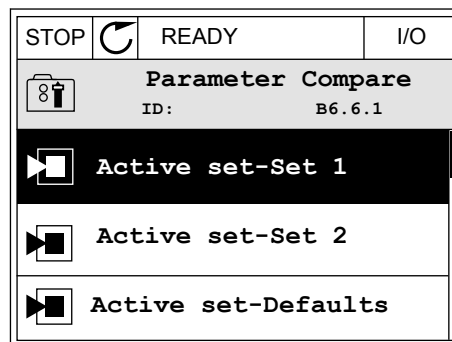 STOP READY I/O
Parameter Compare
ID: B6.6.1
Active set-Set 1
Active set-Set 2
Active set-Defaults